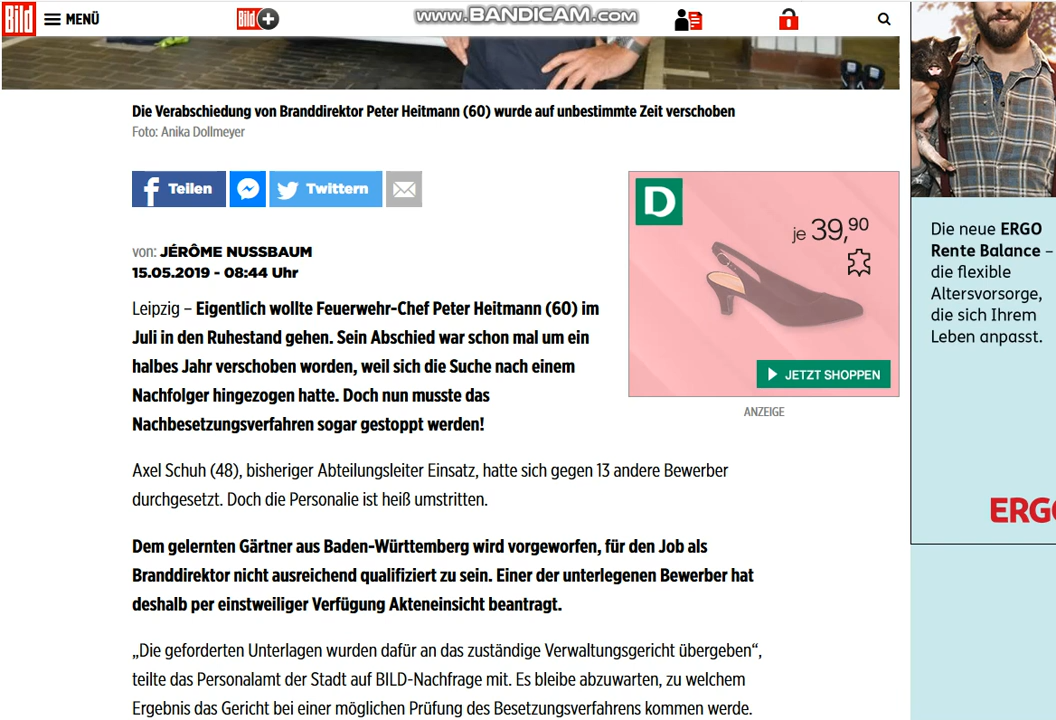 Bild
MENÜ
Bild
www.BANDICAM.com
Die Verabschiedung von Branddirektor Peter Heitmann (60) wurde auf unbestimmte Zeit verschoben
Foto: Anika Dollmeyer
Teilen
Twittern
von: JÉRÔME NUSSBAUM
15.05.2019 - 08:44 Uhr
Leipzig – Eigentlich wollte Feuerwehr-Chef Peter Heitmann (60) im
Juli in den Ruhestand gehen. Sein Abschied war schon mal um ein
halbes Jahr verschoben worden, weil sich die Suche nach einem
Nachfolger hingezogen hatte. Doch nun musste das
Nachbesetzungsverfahren sogar gestoppt werden!
Axel Schuh (48), bisheriger Abteilungsleiter Einsatz, hatte sich gegen 13 andere Bewerber
durchgesetzt. Doch die Personalie ist heiß umstritten.
Dem gelernten Gärtner aus Baden-Württemberg wird vorgeworfen, für den Job als
Branddirektor nicht ausreichend qualifiziert zu sein. Einer der unterlegenen Bewerber hat
deshalb per einstweiliger Verfügung Akteneinsicht beantragt.
„Die geforderten Unterlagen wurden dafür an das zuständige Verwaltungsgericht übergeben“,
teilte das Personalamt der Stadt auf BILD-Nachfrage mit. Es bleibe abzuwarten, zu welchem
Ergebnis das Gericht bei einer möglichen Prüfung des Besetzungsverfahrens kommen werde.
D
je 39,90
JETZT SHOPPEN
ANZEIGE
Die neue ERGO
Rente Balance –
die flexible
Altersvorsorge,
die sich Ihrem
Leben anpasst.
ERGO